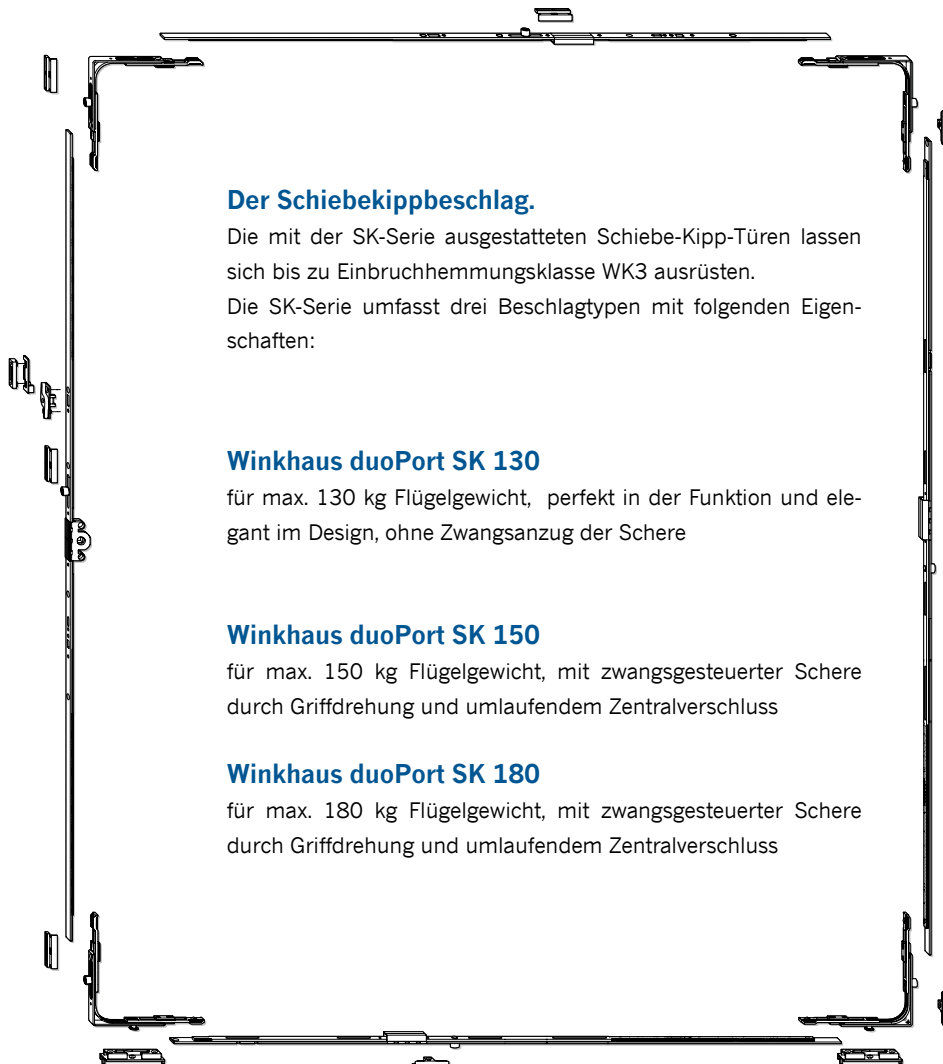 Der Schiebekippbeschlag.
Die mit der SK-Serie ausgestatteten Schiebe-Kipp-Türen lassen
sich bis zu Einbruchhemmungsklasse WK3 ausrüsten.
Die SK-Serie umfasst drei Beschlagtypen mit folgenden Eigen-
schaften:
Winkhaus duoPort SK 130
für max. 130 kg Flügelgewicht,  perfekt in der Funktion und ele-
gant im Design, ohne Zwangsanzug der Schere
Winkhaus duoPort SK 150
für max. 150 kg Flügelgewicht, mit zwangsgesteuerter Schere
durch Griffdrehung und umlaufendem Zentralverschluss
Winkhaus duoPort SK 180
für max. 180 kg Flügelgewicht, mit zwangsgesteuerter Schere
durch Griffdrehung und umlaufendem Zentralverschluss